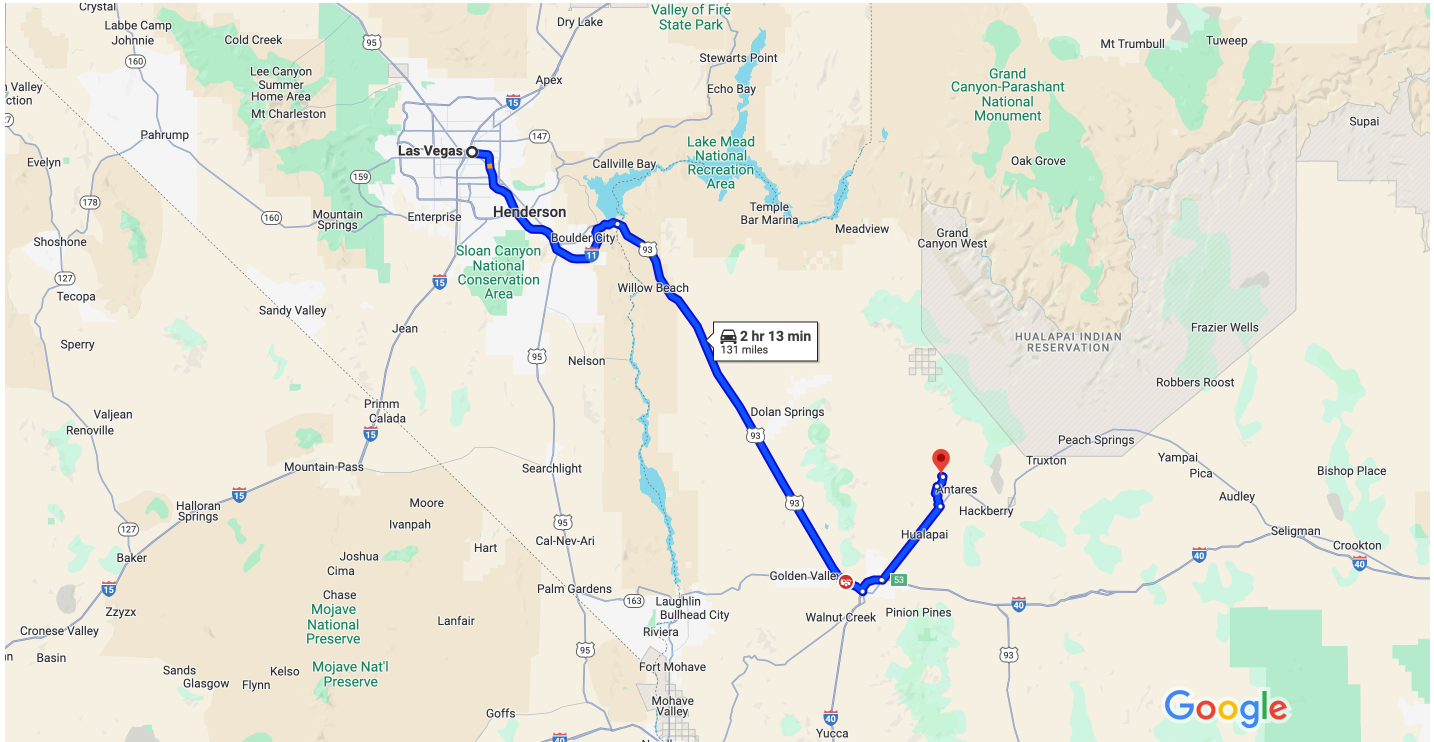 Crystal
Labbe Camp
Johnnie
160
Cold Creek
95
Dry Lake
Valley of Fire
State Park
Stewarts Point
Echo Bay
Mt Trumbull
Tuweep
Lee Canyon
Summer
Home Area
Mt Charleston
Apex
15
Grand
Canyon-Parashant
National
Monument
Supai
Valley
ction
Pahrump
147
Las Vegas
Callville Bay
Lake Mead
National
Recreation
Area
Oak Grove
Evelyn
159
178
160
Mountain
Springs
Enterprise
Henderson
Temple
Bar Marina
Meadview
Grand
Canyon West
Shoshone
Boulder City
11
93
Sloan Canyon
National
Conservation
Area
127
15
Tecopa
Willow Beach
Sandy Valley
Jean
Sperry
95
Nelson
2 hr 13 min
131 miles
HUALAPAI INDIAN
RESERVATION
Frazier Wells
Robbers Roost
Primm
Calada
15
Valjean
Renoville
Dolan Springs
93
Peach Springs
Truxton
Yampai
Pica
Bishop Place
Mountain Pass
Searchlight
15
Halloran
Springs
Moore
Ivanpah
93
Antares
Hackberry
Audley
127
Baker
95
Cal-Nev-Ari
Hart
Hualapai
Seligman
Crookton
40
40
Joshua
Cima
Golden Valley
53
15
Zzyzx
Chase
Mojave
National
Preserve
Palm Gardens
163
Laughlin
Bullhead City
Walnut Creek
Pinion Pines
40
Cronese Valley
Lanfair
Riviera
95
93
Basin
Sands
Glasgow
Flynn
Kelso
Mojave Nat'l
Preserve
Fort Mohave
Mohave
Valley
Goffs
40
40
Yucca
Google